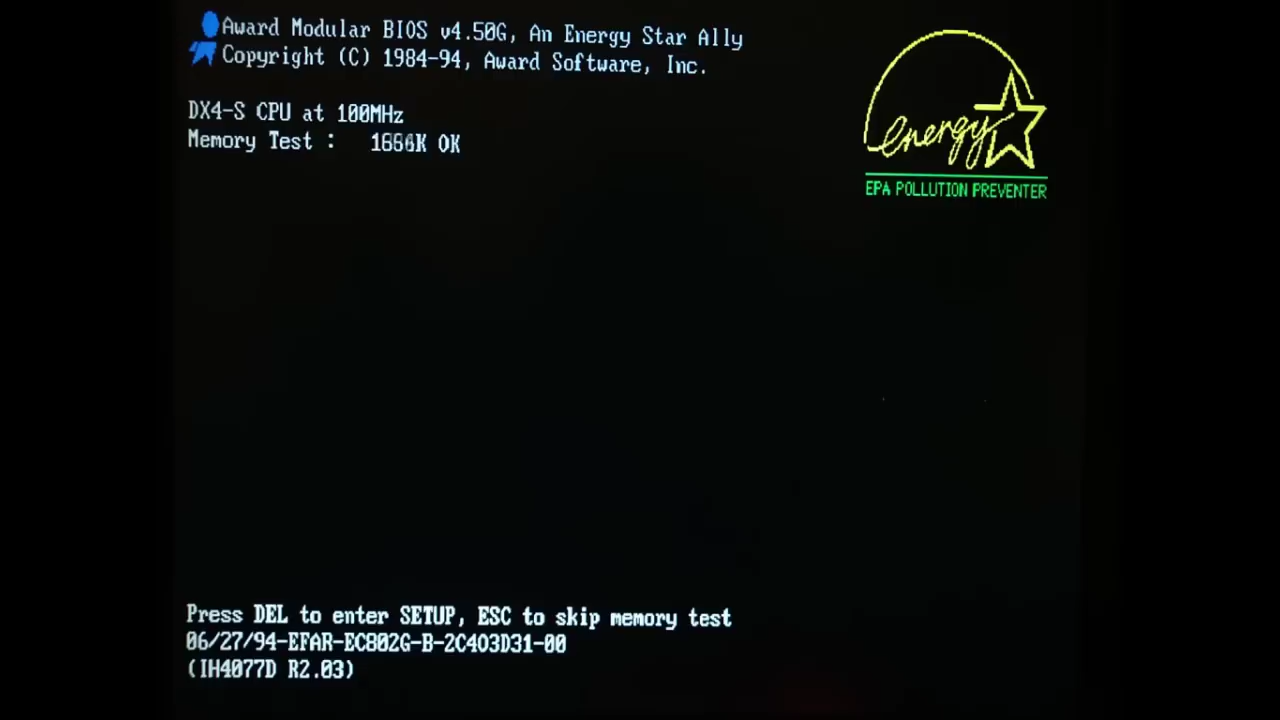 Award Modular BIOS v4.50G, An Energy Star Ally
Copyright (C) 1984-94, Award Software, Inc.
energy
EPA POLLUTION PREVENTER
DX4-S CPU at 100MHz
Memory Test : OK
Press DEL to enter SETUP, ESC to skip memory test
06/27/94-EFAR-EC802G-B-2C403D31-00
(IH4077D R2.03)